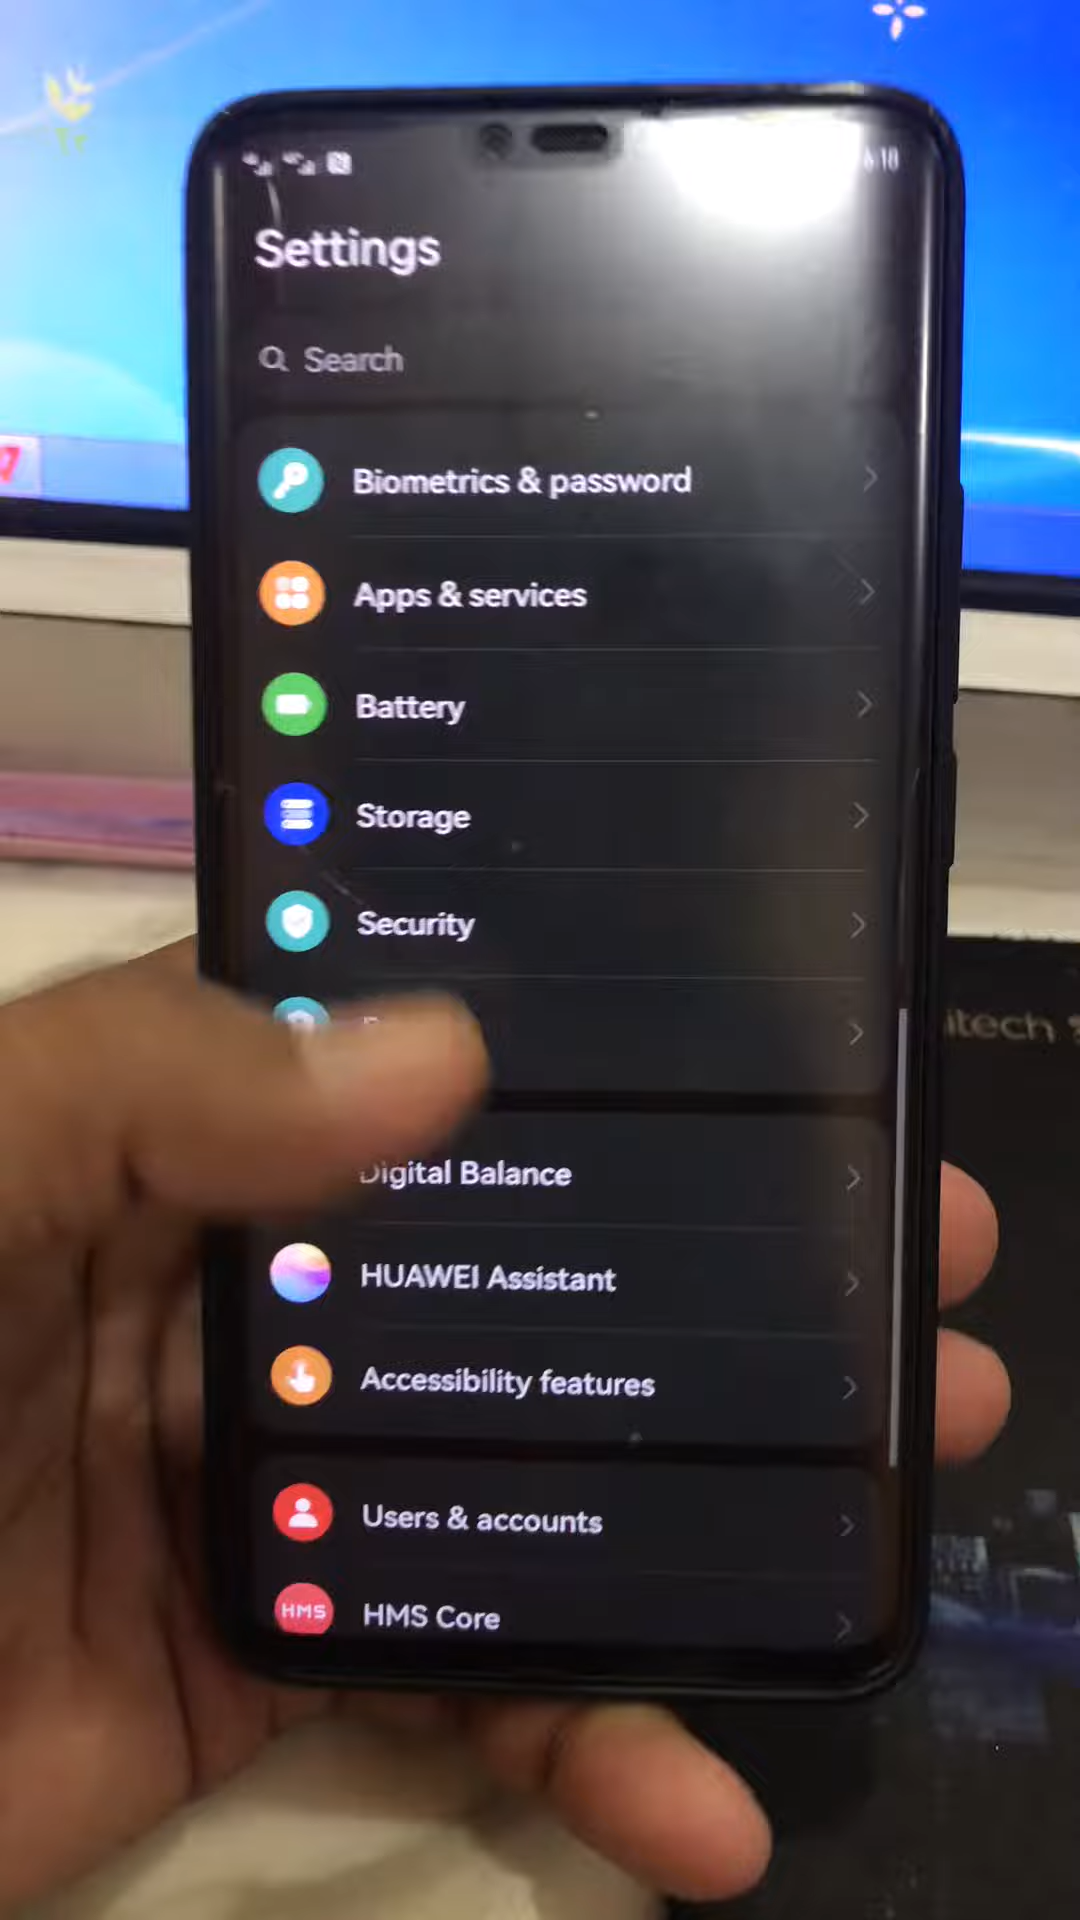 Settings
Search
Biometrics & password
Apps & services
Battery
Storage
Security
Digital Balance
HUAWEI Assistant
Accessibility features
Users & accounts
HMS
HMS Core
itech